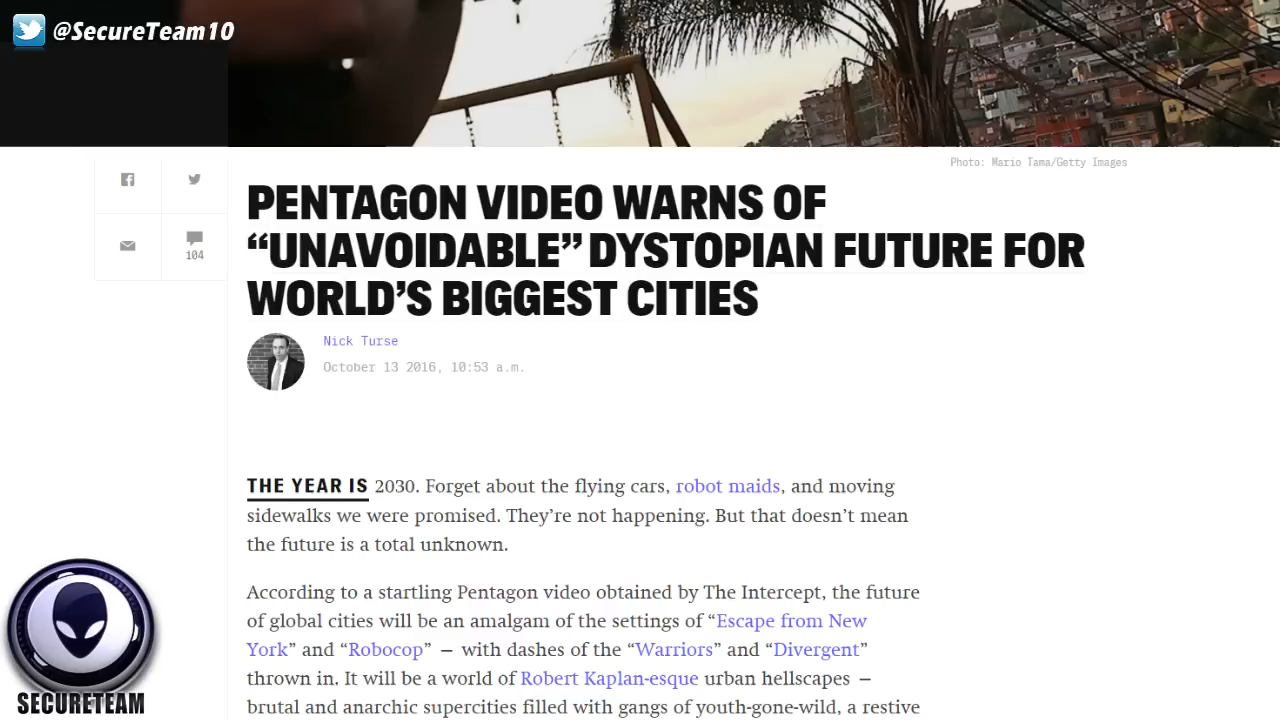 @SecureTeam10
Photo: Mario Tama/Getty Images
PENTAGON VIDEO WARNS OF
“UNAVOIDABLE” DYSTOPIAN FUTURE FOR
WORLD’S BIGGEST CITIES
104
Nick Turse
October 13 2016, 10:53 a.m.
THE YEAR IS 2030. Forget about the flying cars, robot maids, and moving
sidewalks we were promised. They’re not happening. But that doesn’t mean
the future is a total unknown.
According to a startling Pentagon video obtained by The Intercept, the future
of global cities will be an amalgam of the settings of “Escape from New
York” and “Robocop” — with dashes of the “Warriors” and “Divergent”
thrown in. It will be a world of Robert Kaplan-esque urban hellscapes —
brutal and anarchic supercities filled with gangs of youth-gone-wild, a restive
SECURETEAM